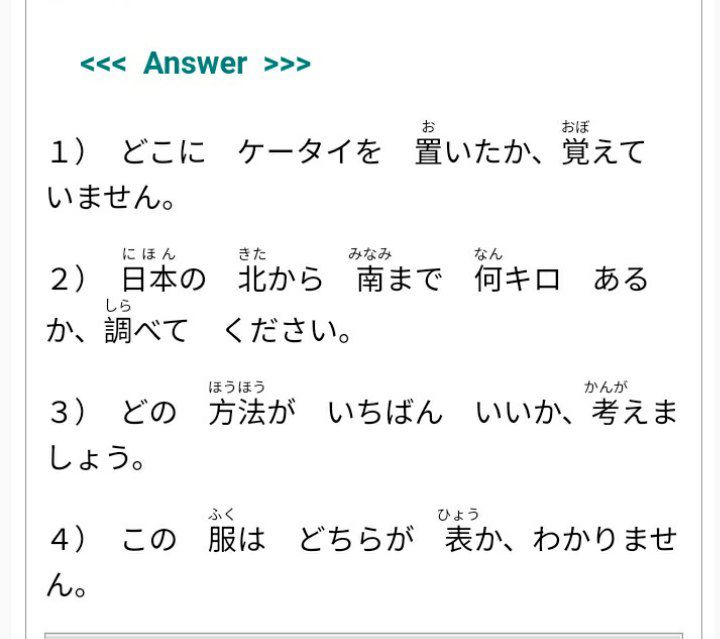 <<< Answer >>>
お おぼ
１） どこに ケータイを 置いたか、覚えて
いません。
にほん きた みなみ なん
２） 日本の 北から 南まで 何キロ ある
しら
か、調べて ください。
ほうほう かんが
３） どの 方法が いちばん いいか、考えま
しょう。
ふく ひょう
４） この 服は どちらが 表か、わかりませ
ん。